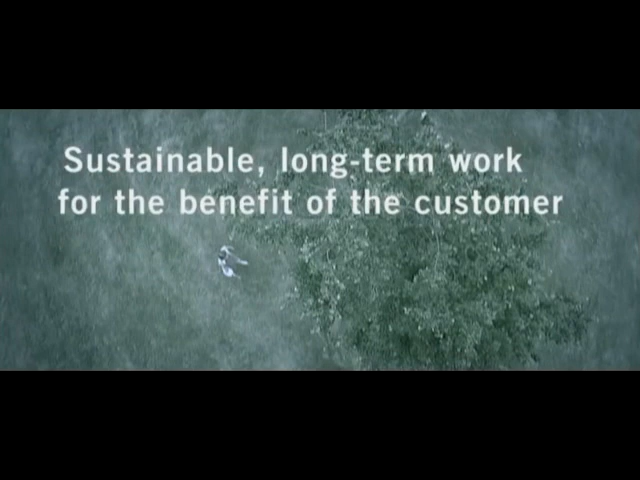 Sustainable, long-term work
for the benefit of the customer